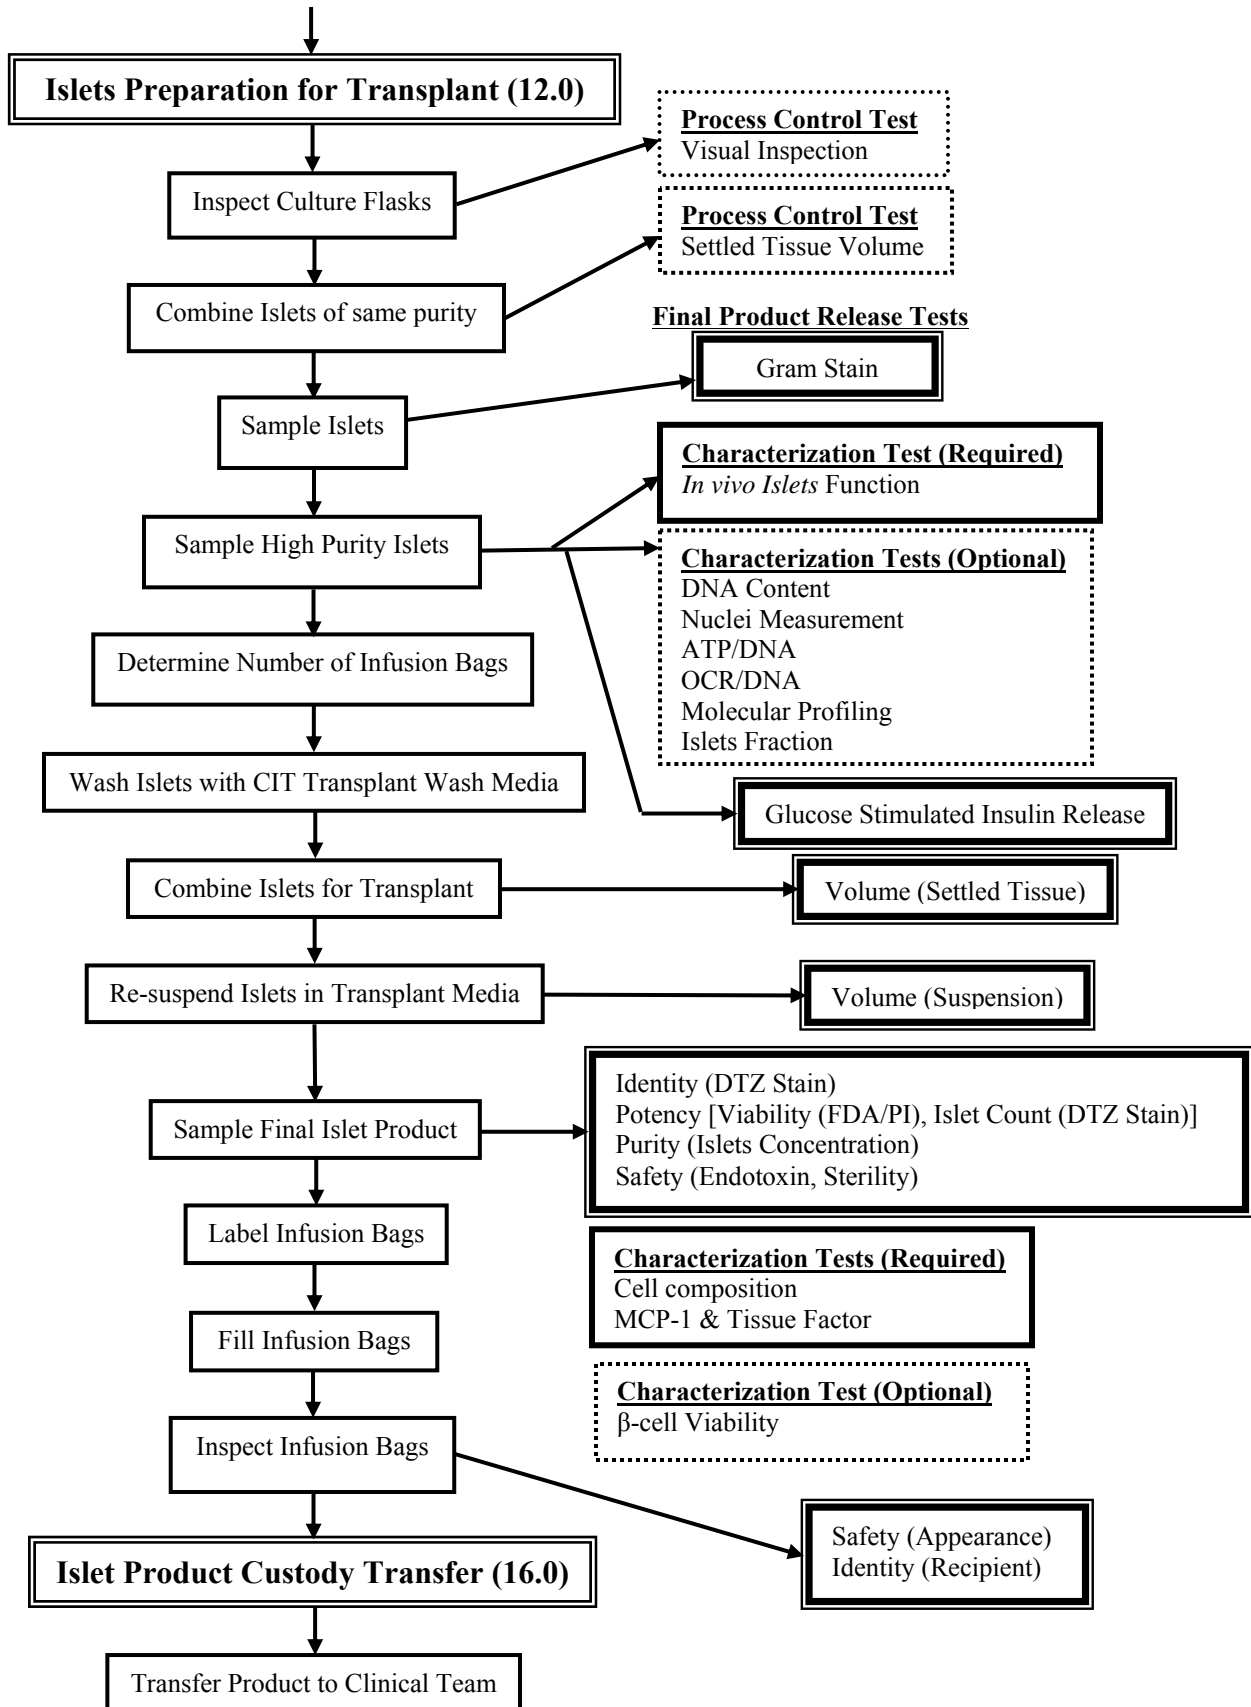 Islets Preparation for Transplant (12.0)
Process Control Test
Visual Inspection
Inspect Culture Flasks
Process Control Test
Settled Tissue Volume
Combine Islets of same purity
Final Product Release Tests
Gram Stain
Sample Islets
Characterization Test (Required)
In vivo Islets Function
Sample High Purity Islets
Characterization Tests (Optional)
DNA Content
Nuclei Measurement
ATP/DNA
OCR/DNA
Molecular Profiling
Islets Fraction
Determine Number of Infusion Bags
Wash Islets with CIT Transplant Wash Media
Glucose Stimulated Insulin Release
Combine Islets for Transplant
Volume (Settled Tissue)
Re-suspend Islets in Transplant Media
Volume (Suspension)
Sample Final Islet Product
Identity (DTZ Stain)
Potency [Viability (FDA/PI), Islet Count (DTZ Stain)]
Purity (Islets Concentration)
Safety (Endotoxin, Sterility)
Label Infusion Bags
Characterization Tests (Required)
Cell composition
MCP-1 & Tissue Factor
Fill Infusion Bags
Characterization Test (Optional)
β-cell Viability
Inspect Infusion Bags
Safety (Appearance)
Identity (Recipient)
Islet Product Custody Transfer (16.0)
Transfer Product to Clinical Team